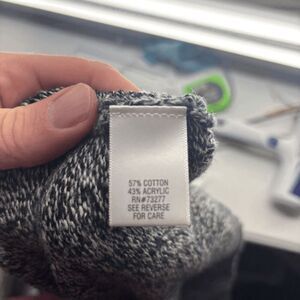 57% COTTON
43% ACRYLIC
RN#73277
SEE REVERSE
FOR CARE